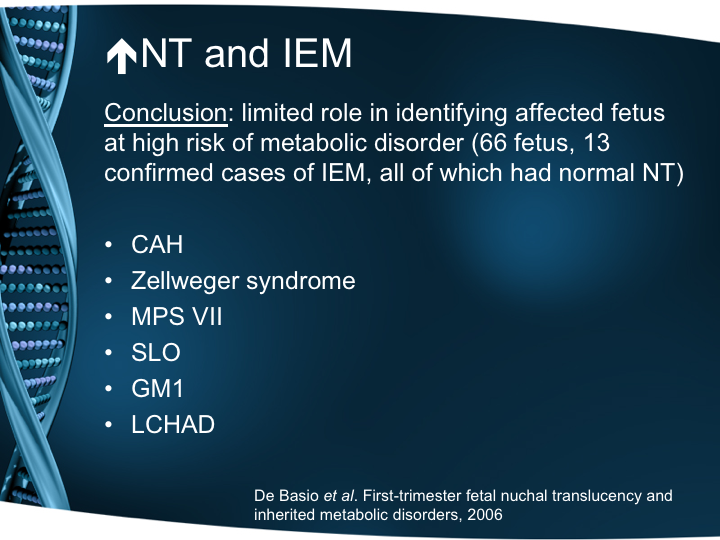 ⬆NT and IEM
Conclusion: limited role in identifying affected fetus
at high risk of metabolic disorder (66 fetus, 13
confirmed cases of IEM, all of which had normal NT)
• CAH
• Zellweger syndrome
• MPS VII
• SLO
• GM1
• LCHAD
De Basio et al. First-trimester fetal nuchal translucency and
inherited metabolic disorders, 2006